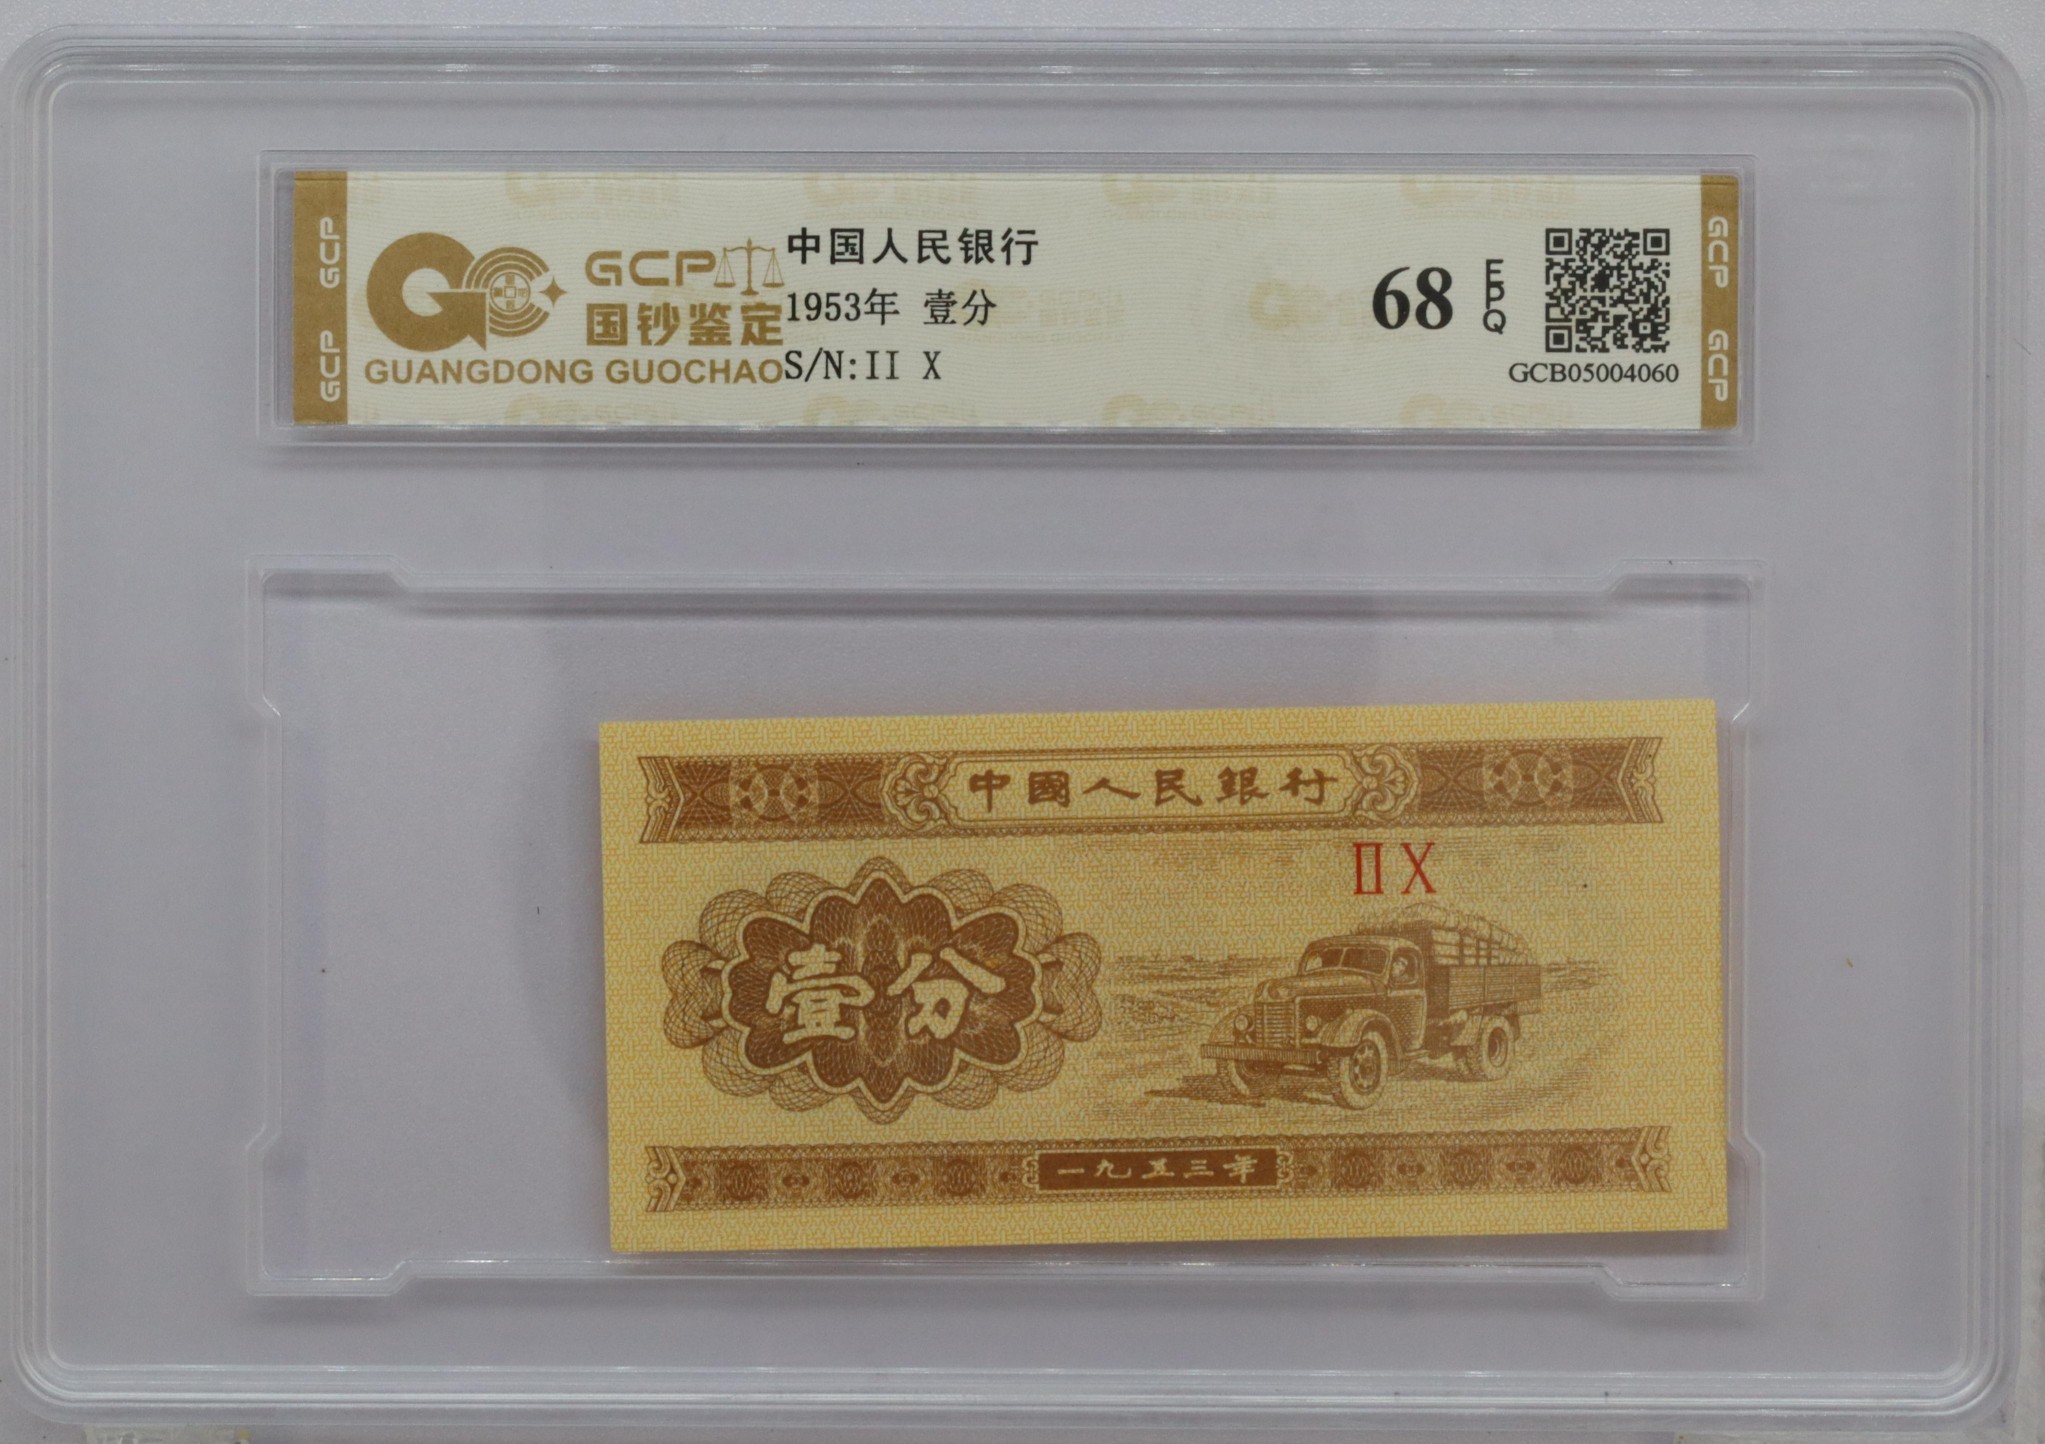 GCP GCP
GCP
国钞鉴定
GUANGDONG GUOCHAO
中国人民银行
1953年 壹分
S/N:II X
68 EPQ
GCB05004060
GCP GCP
中國人民銀行
ⅡX
壹分
一九五三年